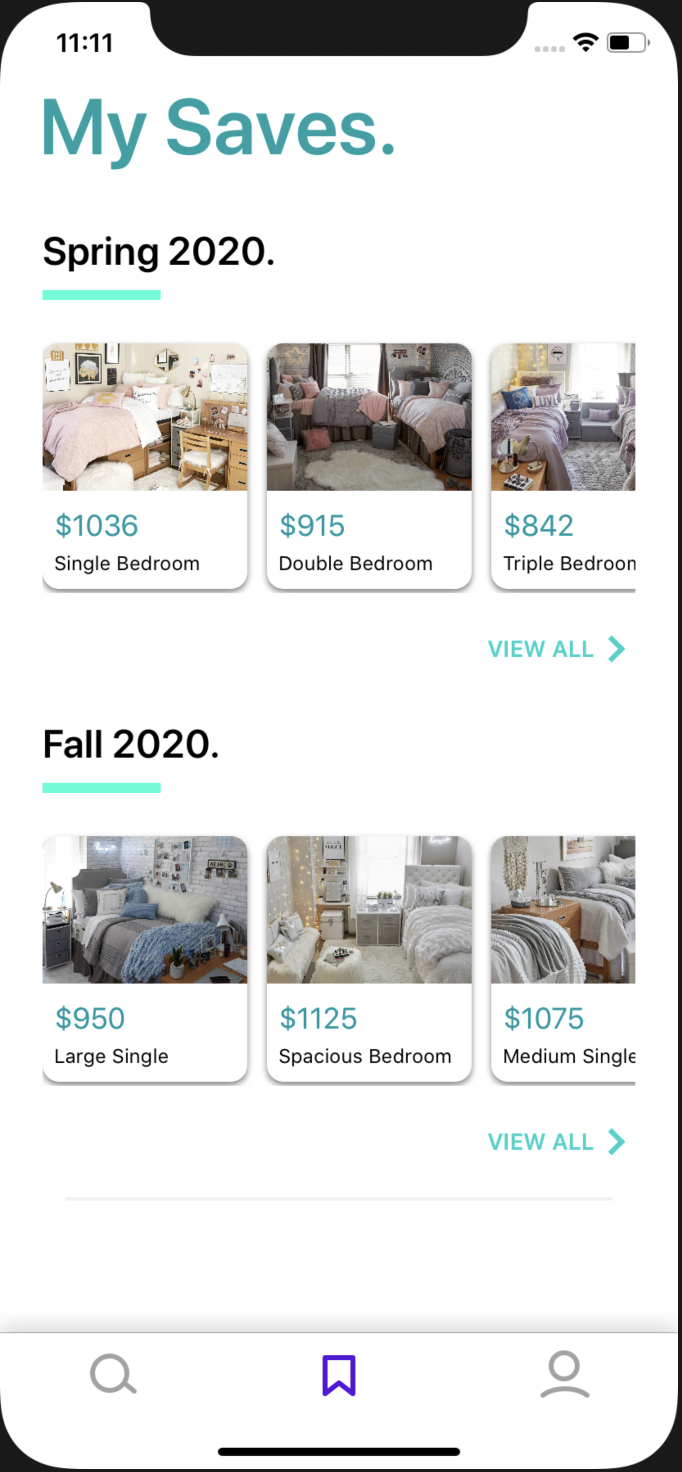 11:11
My Saves.
Spring 2020.
$1036
Single Bedroom
$915
Double Bedroom
$842
Triple Bedroom
VIEW ALL
Fall 2020.
$950
Large Single
$1125
Spacious Bedroom
$1075
Medium Single
VIEW ALL